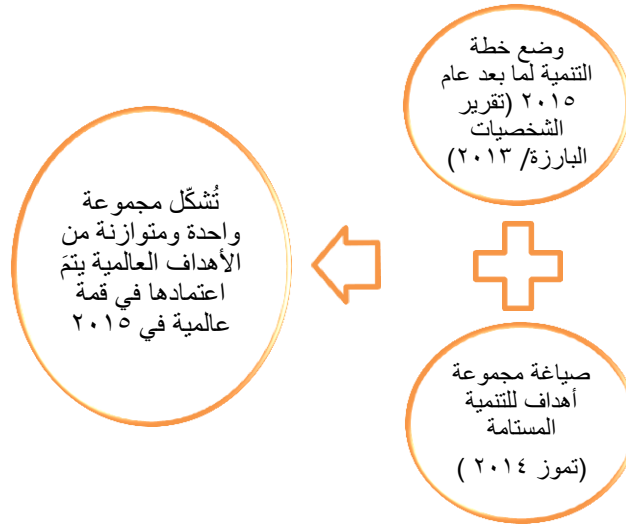 وضع خطة
التنمية لما بعد عام
٢٠١٥ (تقرير
الشخصيات
البارزة/ ٢٠١٣)
صياغة مجموعة
أهداف للتنمية
المستامة
(تموز ٢٠١٤ )
تُشكّل مجموعة
واحدة ومتوازنة من
الأهداف العالمية يتمَ
اعتمادها في قمة
عالمية في ٢٠١٥